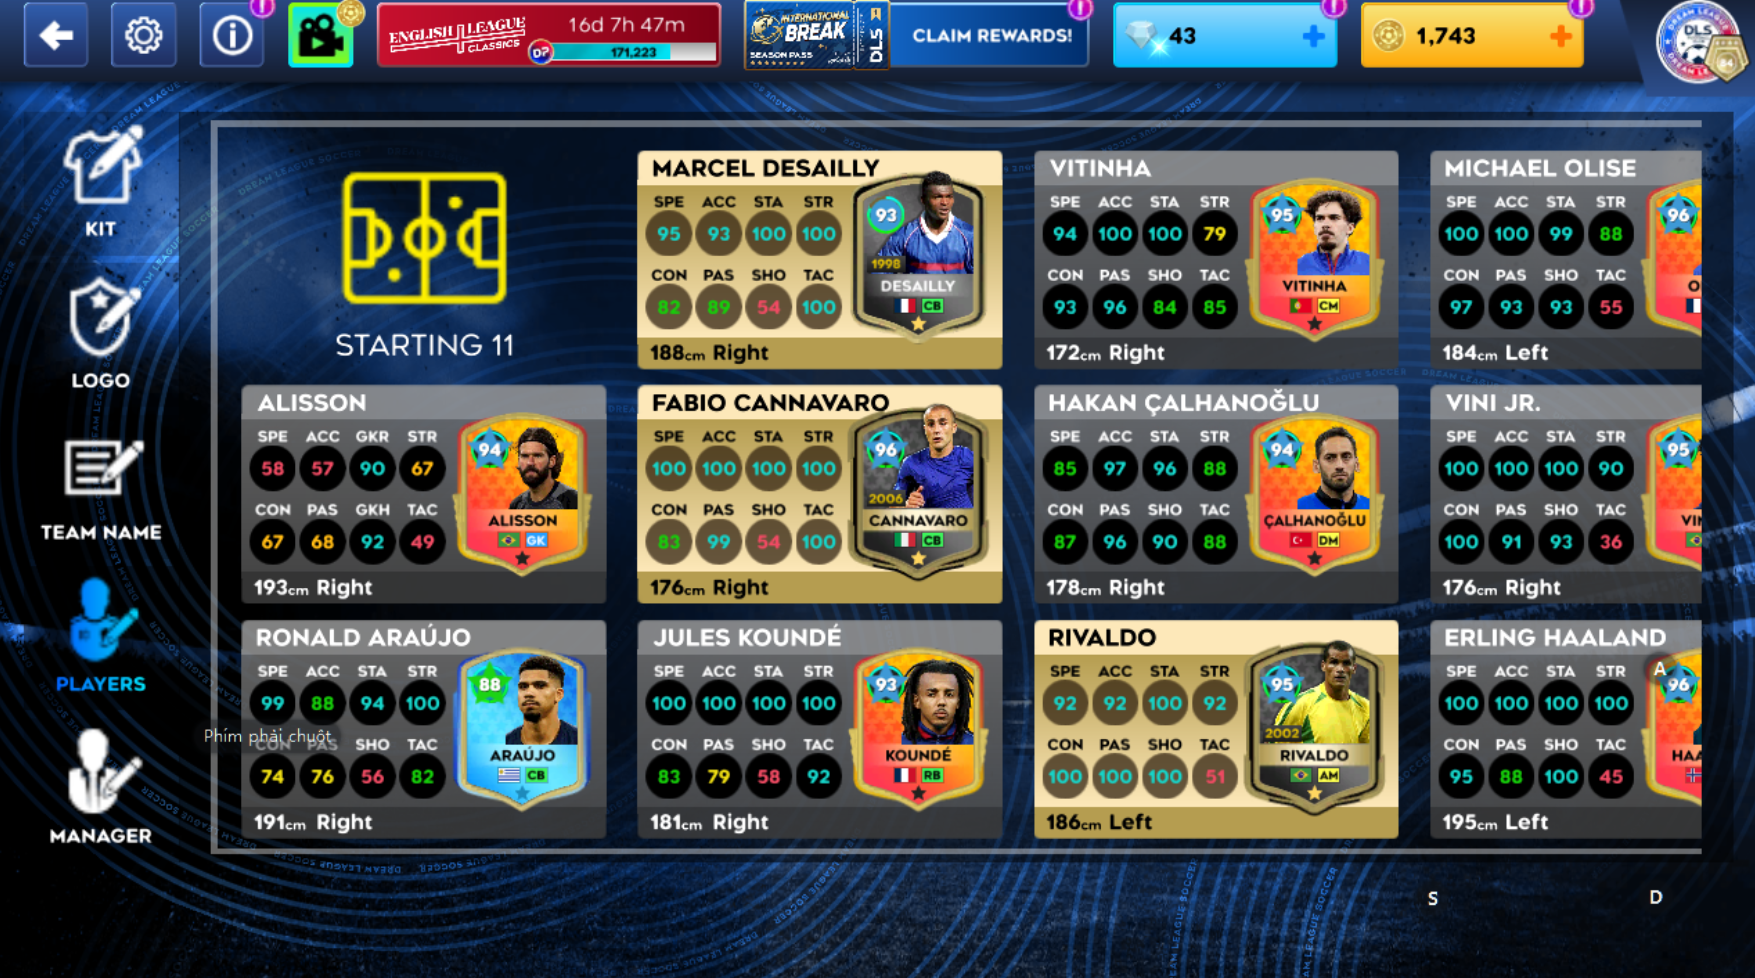 ENGLISH LEAGUE
CLASSICS
16d 7h 47m
DP
171,223
INTERNATIONAL
BREAK
SEASON PASS
DLS
CLAIM REWARDS!
43
1,743
DLS
84
KIT
LOGO
TEAM NAME
PLAYERS
MANAGER
STARTING 11
MARCEL DESAILLY
SPE ACC STA STR
95 93 100 100
CON PAS SHO TAC
82 89 54 100
93
1998
DESAILLY
CB
188cm Right
VITINHA
SPE ACC STA STR
94 100 100 79
CON PAS SHO TAC
93 96 84 85
95
VITINHA
CM
172cm Right
MICHAEL OLISE
SPE ACC STA STR
100 100 99 88
CON PAS SHO TAC
97 93 93 55
96
184cm Left
ALISSON
SPE ACC GKR STR
58 57 90 67
CON PAS GKH TAC
67 68 92 49
94
ALISSON
GK
193cm Right
FABIO CANNAVARO
SPE ACC STA STR
100 100 100 100
CON PAS SHO TAC
83 99 54 100
96
2006
CANNAVARO
CB
176cm Right
HAKAN ÇALHANOĞLU
SPE ACC STA STR
85 97 96 88
CON PAS SHO TAC
87 96 90 88
94
ÇALHANOĞLU
DM
178cm Right
VINI JR.
SPE ACC STA STR
100 100 100 90
CON PAS SHO TAC
100 91 93 36
95
VIN
176cm Right
RONALD ARAÚJO
SPE ACC STA STR
99 88 94 100
Phím phải chuột
CON PAS SHO TAC
74 76 56 82
88
ARAÚJO
CB
191cm Right
JULES KOUNDÉ
SPE ACC STA STR
100 100 100 100
CON PAS SHO TAC
83 79 58 92
93
KOUNDÉ
RB
181cm Right
RIVALDO
SPE ACC STA STR
92 92 100 92
CON PAS SHO TAC
100 100 100 51
95
2002
RIVALDO
AM
186cm Left
ERLING HAALAND
SPE ACC STA STR
100 100 100 100
CON PAS SHO TAC
95 88 100 45
A
96
HAA
195cm Left
S
D